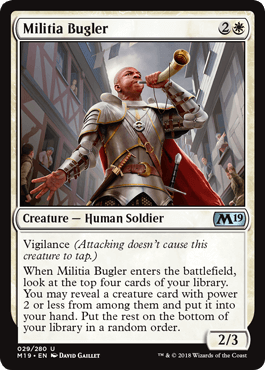 Militia Bugler 2
Creature — Human Soldier M19
Vigilance (Attacking doesn't cause this
creature to tap.)
When Militia Bugler enters the battlefield,
look at the top four cards of your library.
You may reveal a creature card with power
2 or less from among them and put it into
your hand. Put the rest on the bottom of
your library in a random order.
2/3
029/280 U
M19 • EN DAVID GAILLET
™ & © 2018 Wizards of the Coast